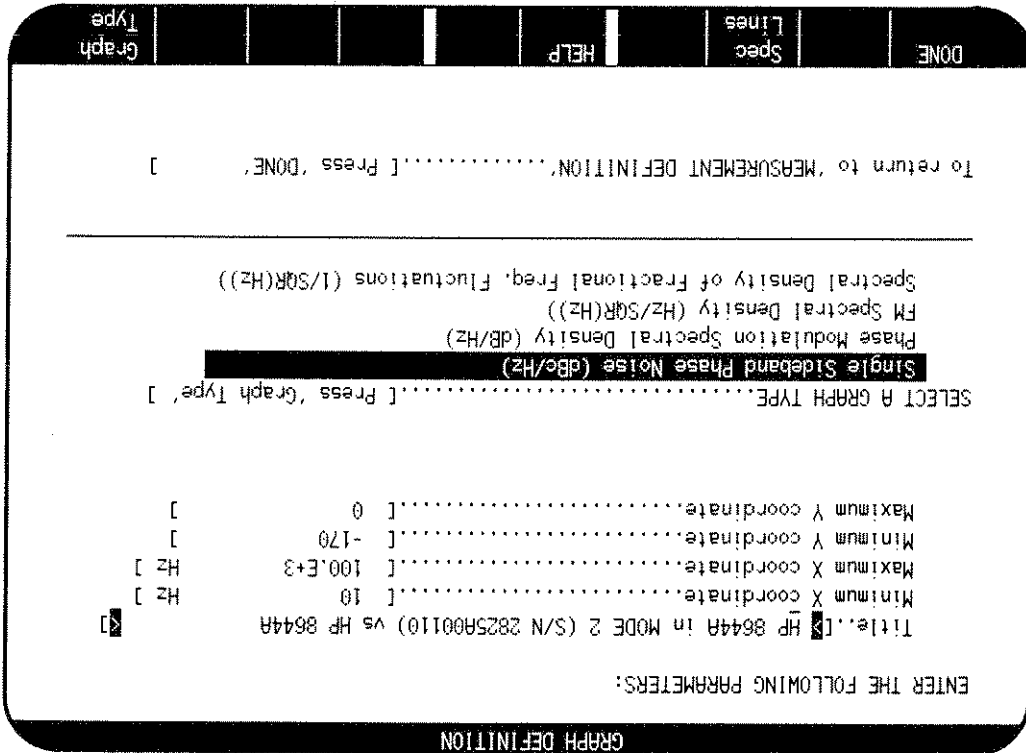 GRAPH DEFINITION
ENTER THE FOLLOWING PARAMETERS:
Title..[> HP 8644A in MODE 2 (S/N 2825A00110) vs HP 8644A <]
Minimum X coordinate............................[ 10 Hz ]
Maximum X coordinate............................[ 100.E+3 Hz ]
Minimum Y coordinate............................[ -170 ]
Maximum Y coordinate............................[ 0 ]
SELECT A GRAPH TYPE.............................[ Press 'Graph Type' ]
Single Sideband Phase Noise (dBc/Hz)
Phase Modulation Spectral Density (dB/Hz)
FM Spectral Density (Hz/SQR(Hz))
Spectral Density of Fractional Freq. Fluctuations (1/SQR(Hz))
To return to 'MEASUREMENT DEFINITION'...............[ Press 'DONE' ]
DONE Spec Lines HELP Graph Type